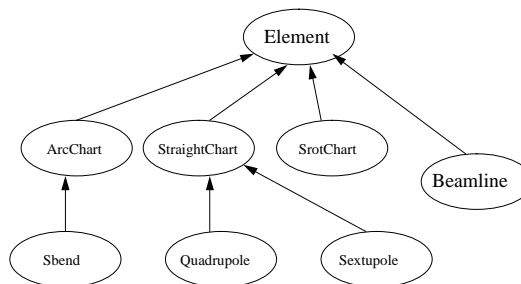 Element
ArcChart
StraightChart
SrotChart
Beamline
Sbend
Quadrupole
Sextupole